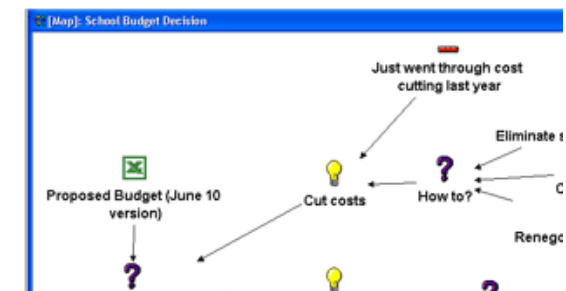 [Map]: School Budget Decision
Just went through cost
cutting last year
Eliminate
Proposed Budget (June 10
version)
Cut costs
How to?